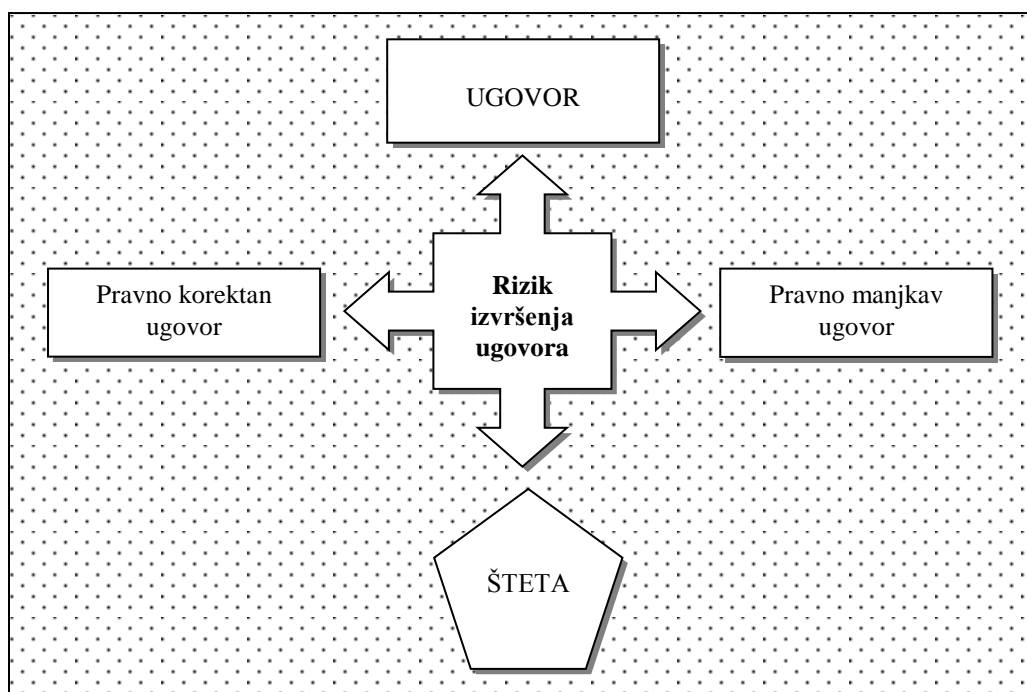 UGOVOR
Pravno korektan
ugovor
Rizik
izvršenja
ugovora
Pravno manjkav
ugovor
ŠTETA